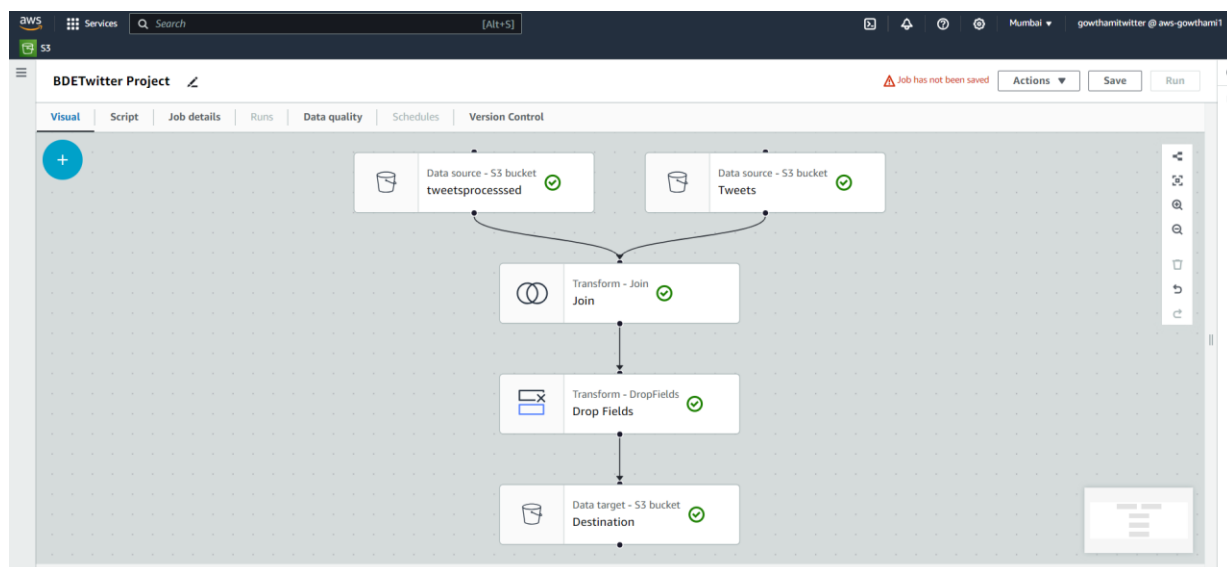 aws Services Search [Alt+S] Mumbai gowthamitwitter @ aws-gowthami1
S3
BDETwitter Project Job has not been saved Actions Save Run
Visual Script Job details Runs Data quality Schedules Version Control
Data source - S3 bucket
tweetsprocesssed
Data source - S3 bucket
Tweets
Transform - Join
Join
Transform - DropFields
Drop Fields
Data target - S3 bucket
Destination